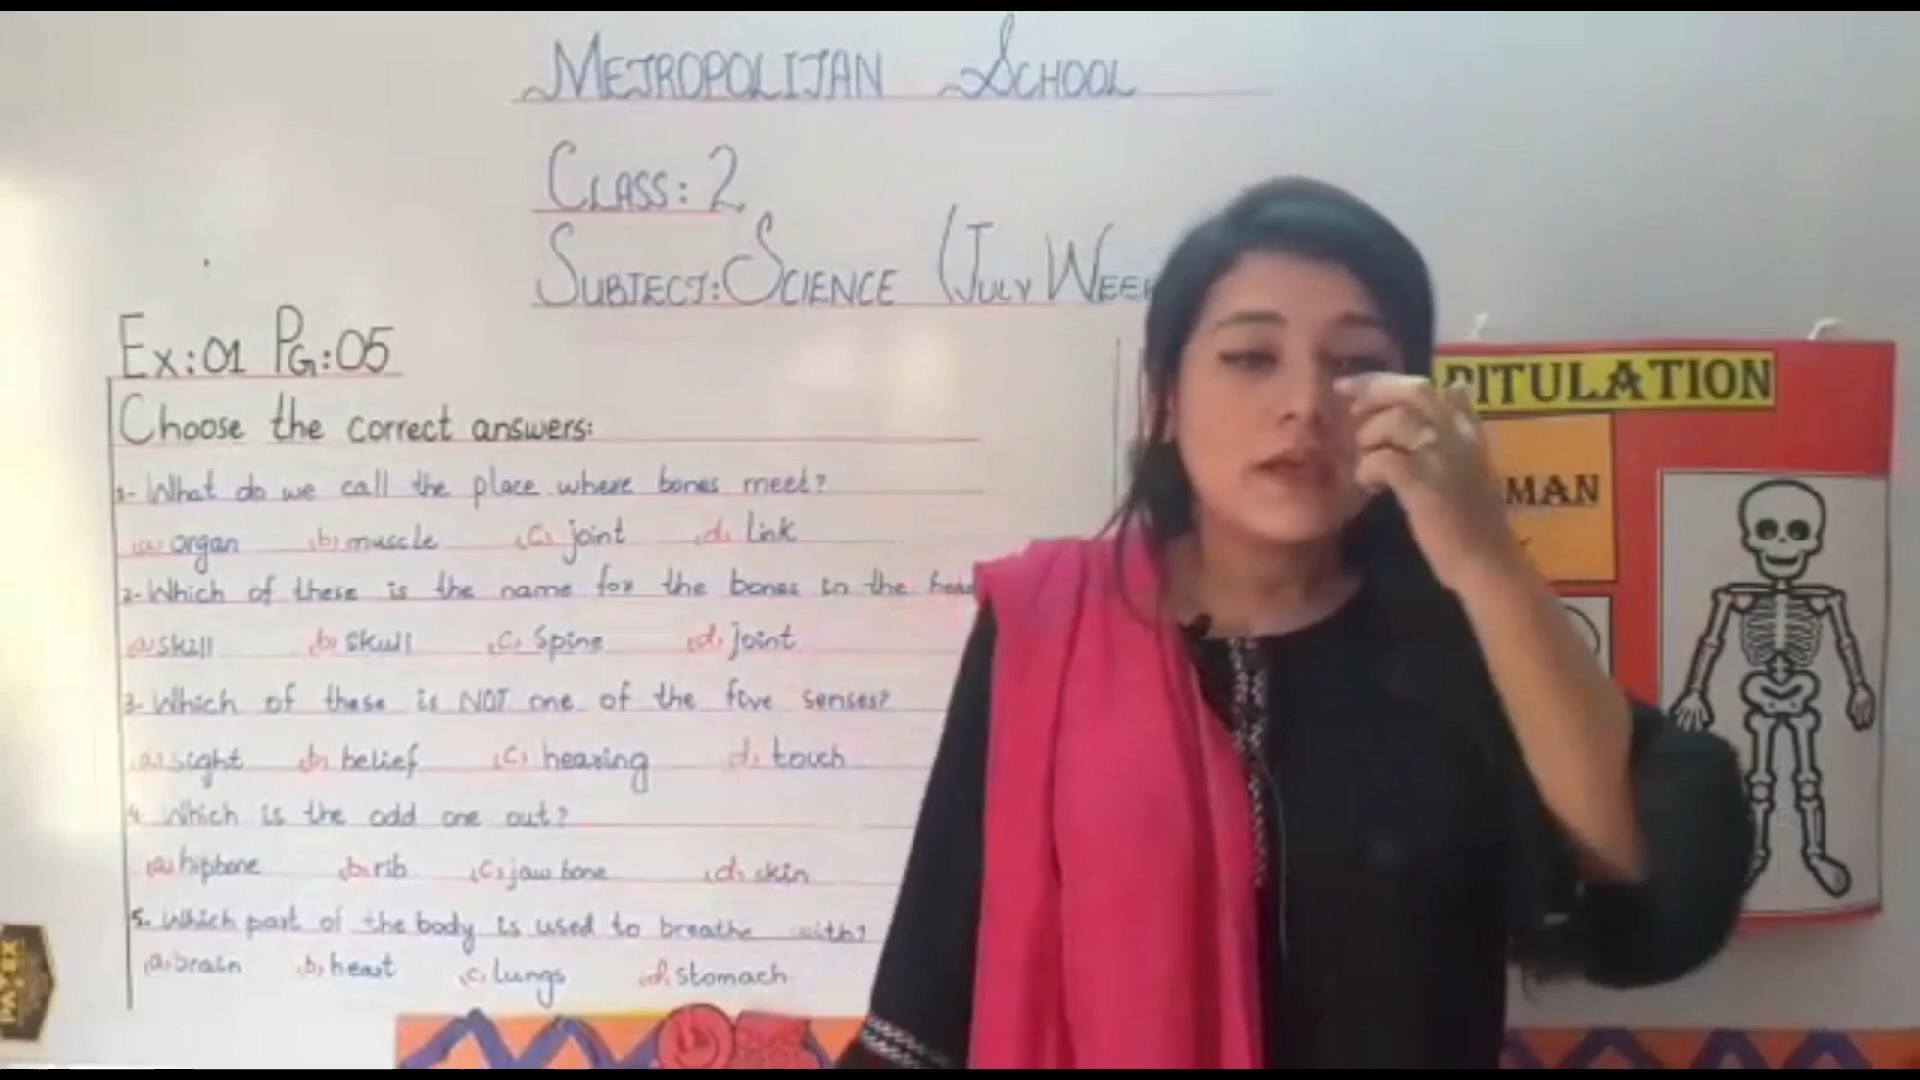 METROPOLITAN SCHOOL
CLASS: 2
SUBJECT: SCIENCE (JULY WEEK
EX:01 PG:05
Choose the correct answers:
1- What do we call the place where bones meet?
(a) organ (b) muscle (c) joint (d) link
2- Which of these is the name for the bones in the head
(a) skill (b) skull (c) Spine (d) joint
3- Which of these is NOT one of the five senses?
(a) sight (b) belief (c) hearing (d) touch
4- Which is the odd one out?
(a) hipbone (b) rib (c) jaw bone (d) skin
5- Which part of the body is used to breathe with?
(a) brain (b) heart (c) lungs (d) stomach
PITULATION
MAN